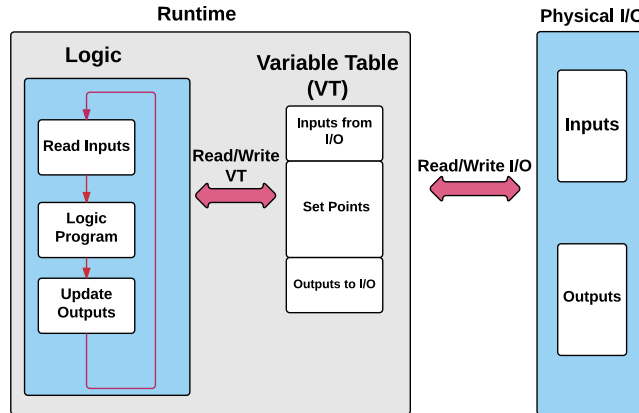 Runtime
Physical I/O
Logic
Variable Table
(VT)
Read Inputs
Logic
Program
Update
Outputs
Read/Write
VT
Inputs from
I/O
Set Points
Outputs to I/O
Read/Write I/O
Inputs
Outputs